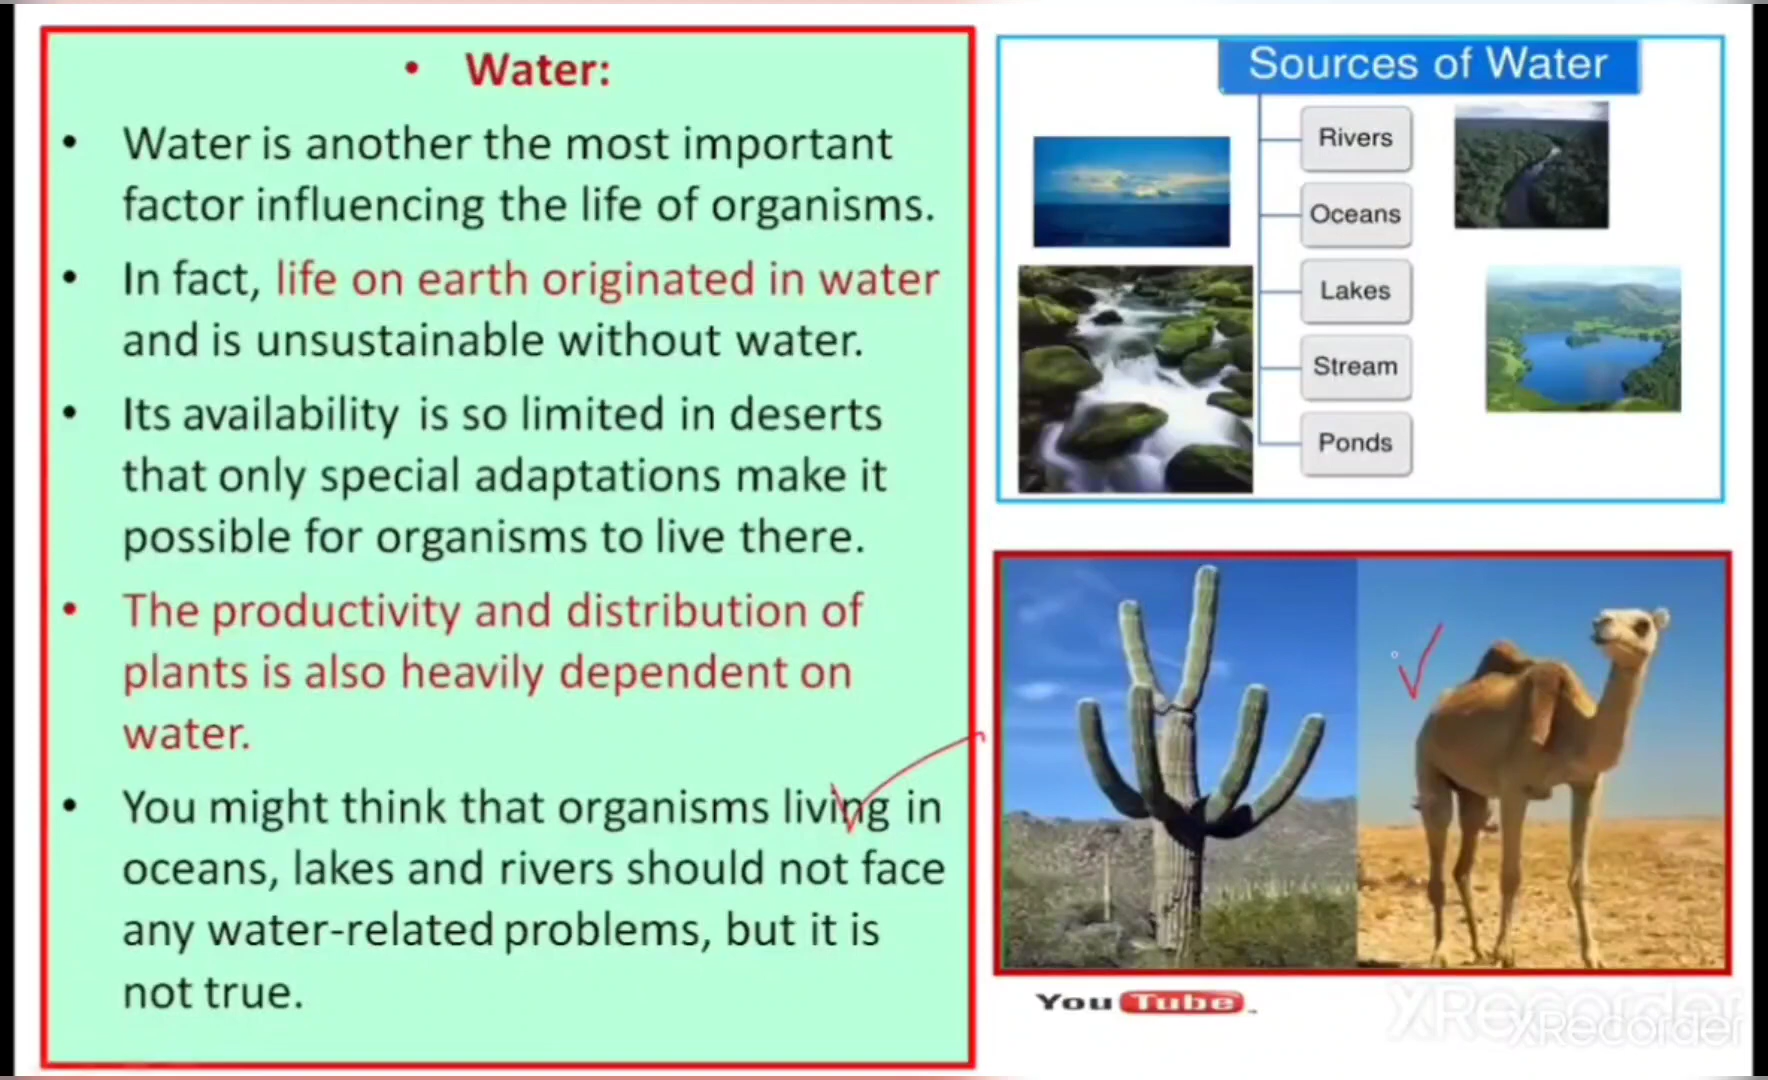 • Water:
• Water is another the most important
factor influencing the life of organisms.
• In fact, life on earth originated in water
and is unsustainable without water.
• Its availability is so limited in deserts
that only special adaptations make it
possible for organisms to live there.
• The productivity and distribution of
plants is also heavily dependent on
water.
• You might think that organisms living in
oceans, lakes and rivers should not face
any water-related problems, but it is
not true.
Sources of Water
Rivers
Oceans
Lakes
Stream
Ponds
YouTube
XRecorder
XRecorder